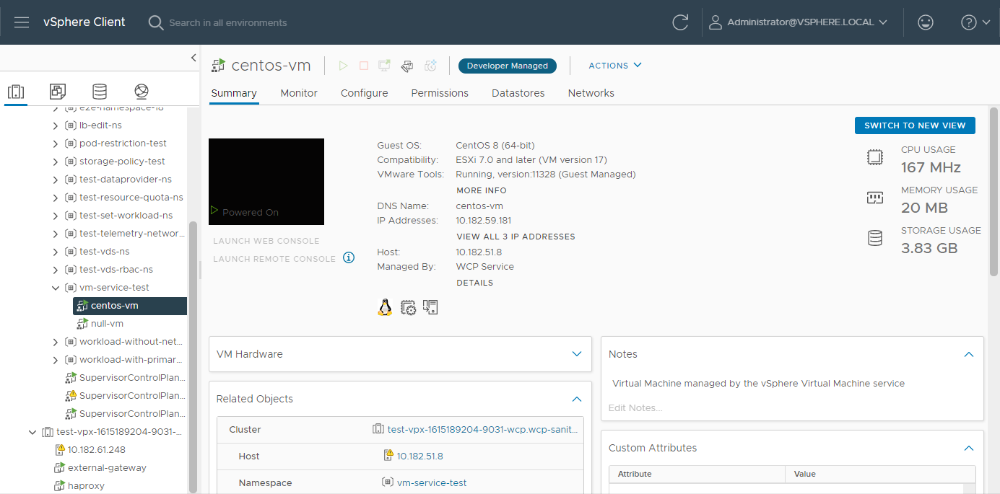 vSphere Client
Search in all environments
Administrator@VSPHERE.LOCAL
centos-vm
Developer Managed
ACTIONS
Summary
Monitor
Configure
Permissions
Datastores
Networks
e2e-namespace-18
lb-edit-ns
pod-restriction-test
storage-policy-test
test-dataprovider-ns
test-resource-quota-ns
test-set-workload-ns
test-telemetry-networ...
test-vds-ns
test-vds-rbac-ns
vm-service-test
centos-vm
null-vm
workload-without-net...
workload-with-primar...
SupervisorControlPlan...
SupervisorControlPlan...
SupervisorControlPlan...
test-vpx-1615189204-9031-...
10.182.61.248
external-gateway
haproxy
Powered On
LAUNCH WEB CONSOLE
LAUNCH REMOTE CONSOLE
Guest OS: CentOS 8 (64-bit)
Compatibility: ESXi 7.0 and later (VM version 17)
VMware Tools: Running, version:11328 (Guest Managed)
MORE INFO
DNS Name: centos-vm
IP Addresses: 10.182.59.181
VIEW ALL 3 IP ADDRESSES
Host: 10.182.51.8
Managed By: WCP Service
DETAILS
SWITCH TO NEW VIEW
CPU USAGE
167 MHz
MEMORY USAGE
20 MB
STORAGE USAGE
3.83 GB
VM Hardware
Related Objects
Cluster test-vpx-1615189204-9031-wcp.wcp-sanit...
Host 10.182.51.8
Namespace vm-service-test
Notes
Virtual Machine managed by the vSphere Virtual Machine service
Edit Notes...
Custom Attributes
Attribute Value